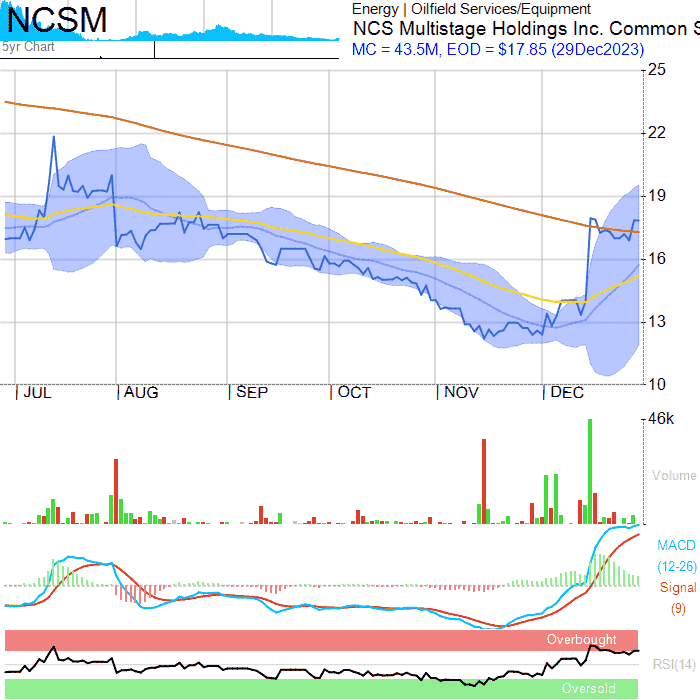 NCSM
5yr Chart
Energy | Oilfield Services/Equipment
NCS Multistage Holdings Inc. Common S
MC = 43.5M, EOD = $17.85 (29Dec2023)
25
22
19
16
13
10
JUL AUG SEP OCT NOV DEC
46k
Volume
MACD
(12-26)
Signal
(9)
Overbought
RSI(14)
Oversold